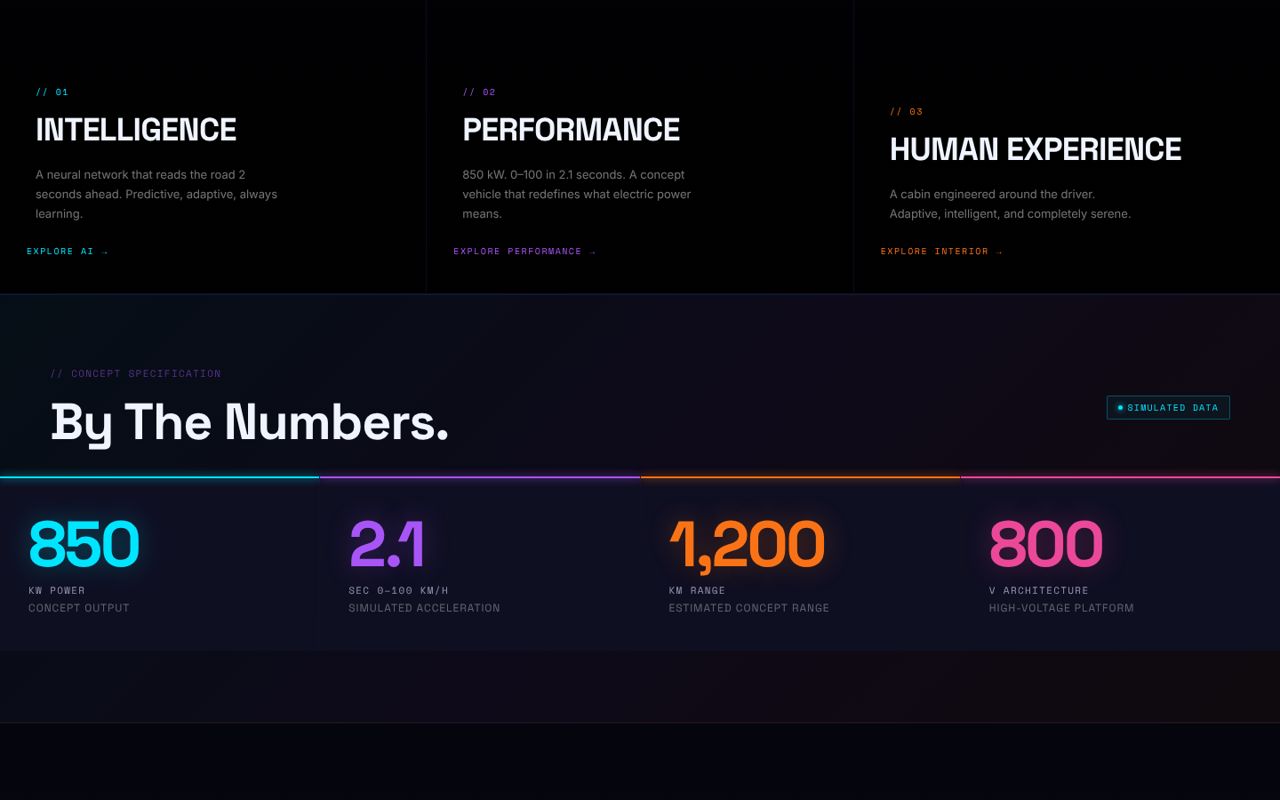 // 01
INTELLIGENCE
A neural network that reads the road 2
seconds ahead. Predictive, adaptive, always
learning.
EXPLORE AI →
// 02
PERFORMANCE
850 kW. 0–100 in 2.1 seconds. A concept
vehicle that redefines what electric power
means.
EXPLORE PERFORMANCE →
// 03
HUMAN EXPERIENCE
A cabin engineered around the driver.
Adaptive, intelligent, and completely serene.
EXPLORE INTERIOR →
// CONCEPT SPECIFICATION
By The Numbers.
SIMULATED DATA
850
KW POWER
CONCEPT OUTPUT
2.1
SEC 0–100 KM/H
SIMULATED ACCELERATION
1,200
KM RANGE
ESTIMATED CONCEPT RANGE
800
V ARCHITECTURE
HIGH-VOLTAGE PLATFORM